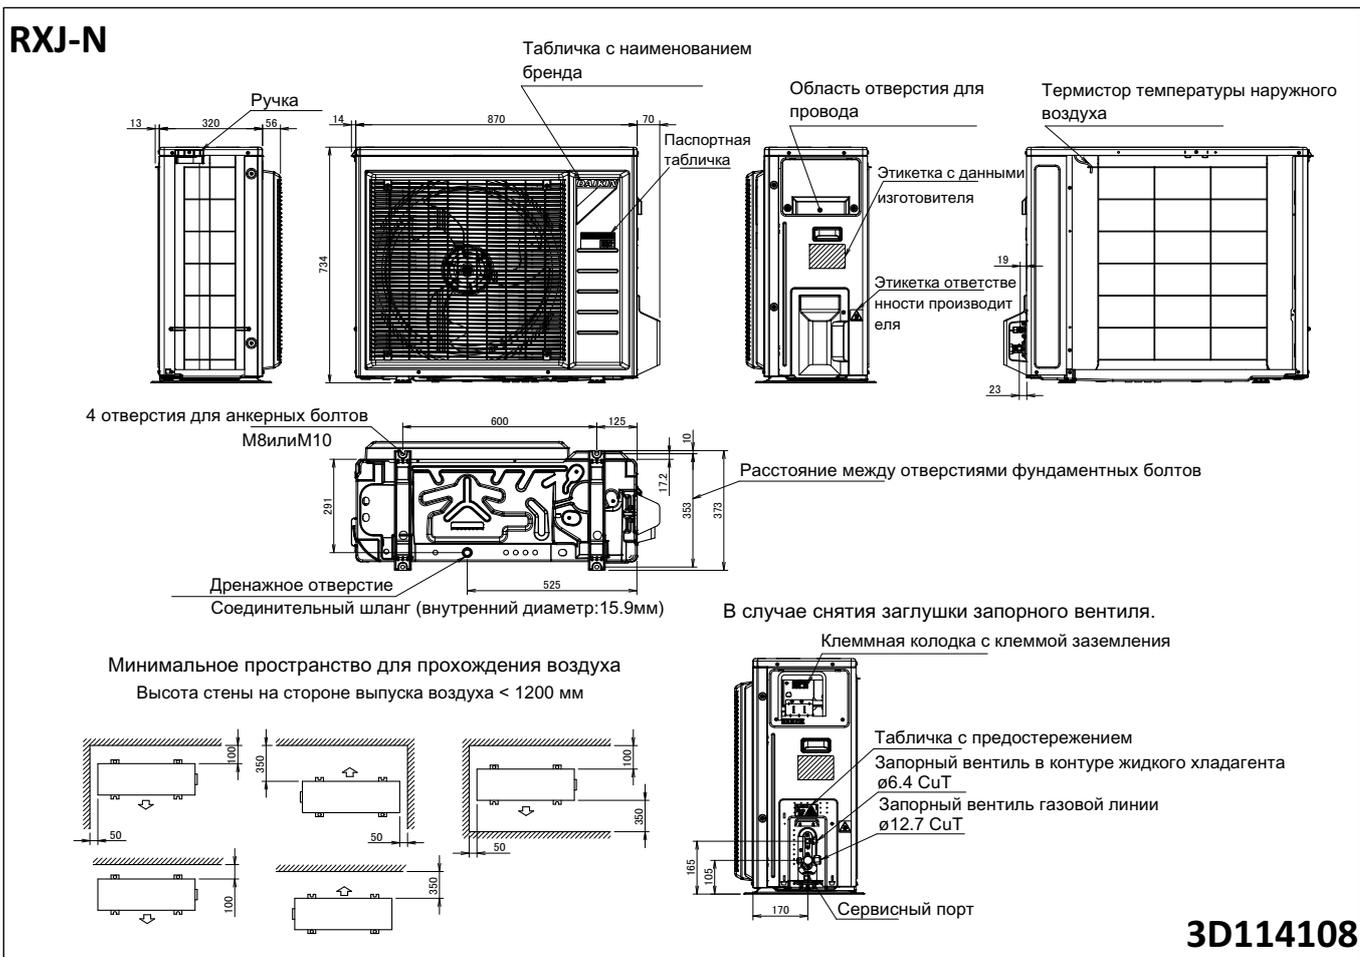 RXJ-N
Табличка с наименованием
бренда
Ручка
Область отверстия для
провода
Термистор температуры наружного
воздуха
13
320
56
14
870
70
Паспортная
табличка
DAIKIN
Этикетка с данными
изготовителя
734
19
Этикетка ответстве
нности производит
еля
23
4 отверстия для анкерных болтов
M8илиM10
600
125
10
Расстояние между отверстиями фундаментных болтов
17.2
291
353
373
Дренажное отверстие
525
Соединительный шланг (внутренний диаметр:15.9мм)
В случае снятия заглушки запорного вентиля.
Клеммная колодка с клеммой заземления
Минимальное пространство для прохождения воздуха
Высота стены на стороне выпуска воздуха < 1200 мм
100
350
100
350
50
50
50
100
350
Табличка с предостережением
Запорный вентиль в контуре жидкого хладагента
ø6.4 CuT
Запорный вентиль газовой линии
ø12.7 CuT
165
105
170
Сервисный порт
3D114108